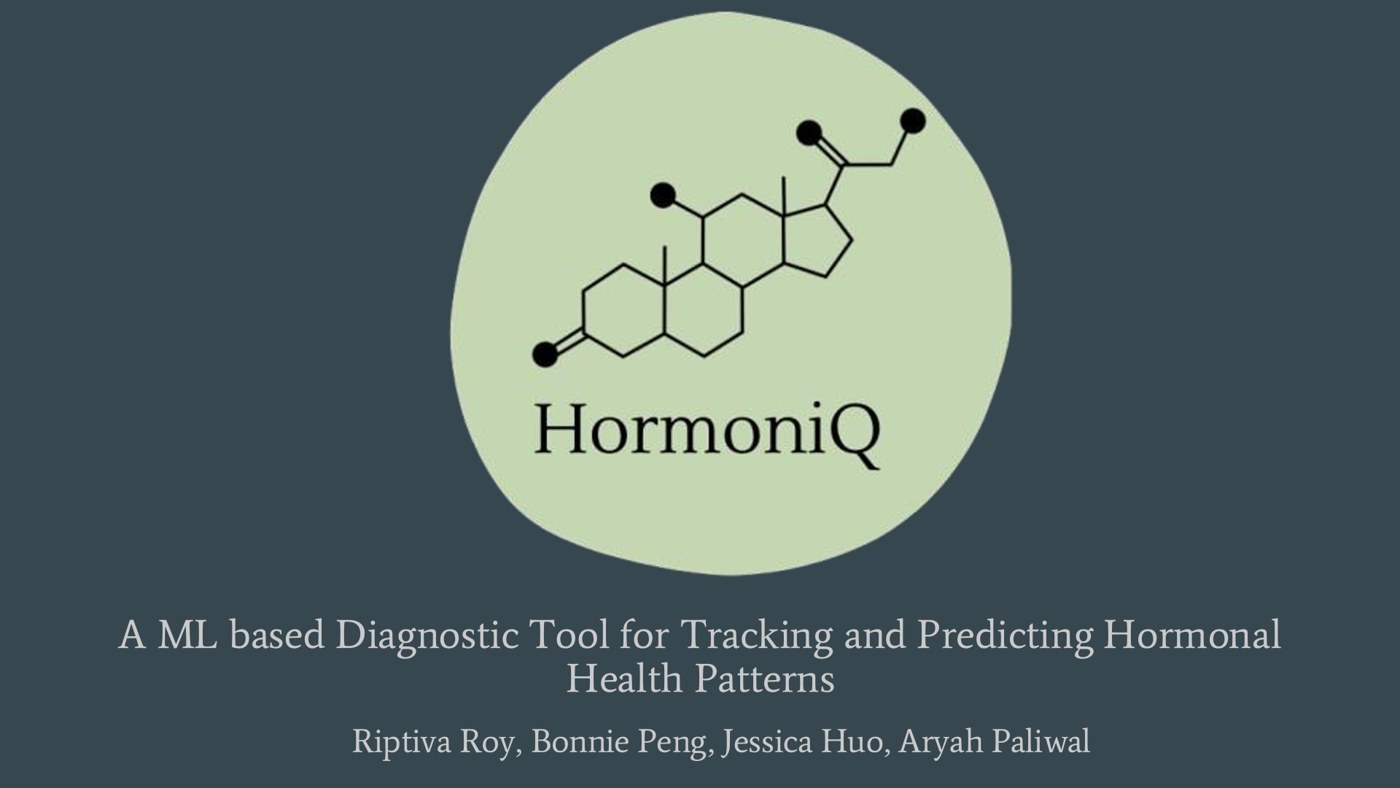 HormoniQ
A ML based Diagnostic Tool for Tracking and Predicting Hormonal
Health Patterns
Riptiva Roy, Bonnie Peng, Jessica Huo, Aryah Paliwal